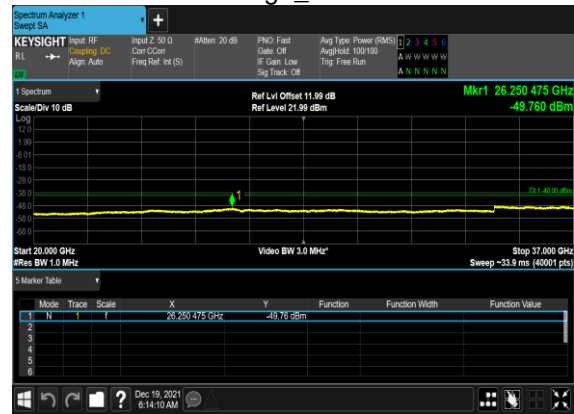 Spectrum Analyzer 1
Swept SA
KEYSIGHT Input: RF Input Z: 50 Ω #Atten: 20 dB PNO: Fast Avg Type: Power (RMS) 1 2 3 4 5 6
RL Coupling: DC Corr CCorr Gate: Off Avg|Hold: 100/100 A W W W W W
Align: Auto Freq Ref: Int (S) IF Gain: Low Trig: Free Run
Sig Track: Off A N N N N N
1 Spectrum Ref Lvl Offset 11.99 dB Mkr1 26.250 475 GHz
Scale/Div 10 dB Ref Level 21.99 dBm -49.760 dBm
Log
12.0
1.99
-8.01
-18.0
-28.0
-38.0 1 DL1 -40.00 dBm
-48.0
-58.0
-68.0
Start 20.000 GHz Video BW 3.0 MHz* Stop 37.000 GHz
#Res BW 1.0 MHz Sweep ~33.9 ms (40001 pts)
5 Marker Table
Mode Trace Scale X Y Function Function Width Function Value
1 N 1 f 26.250 475 GHz -49.76 dBm
2
3
4
5
6
? Dec 19, 2021
6:14:10 AM